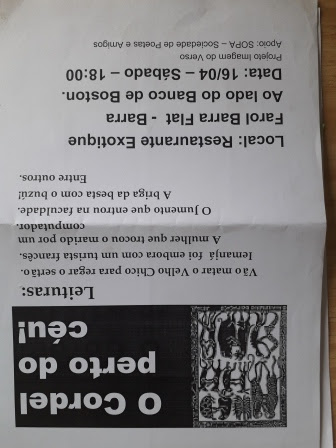 O Cordel
perto do
céu!
Leituras:
Vão matar o Velho Chico para regar o sertão.
Iemanjá foi embora com um turista francês.
A mulher que trocou o marido por um
computador.
O Jumento que entrou na faculdade.
A briga da besta com o buzú!
Entre outros.
Local: Restaurante Exotique
Farol Barra Flat - Barra
Ao lado do Banco do Boston.
Data: 16/04 – Sábado – 18:00
Projeto Imagem do Verso
Apoio: SOPA – Sociedade de Poetas e Amigos